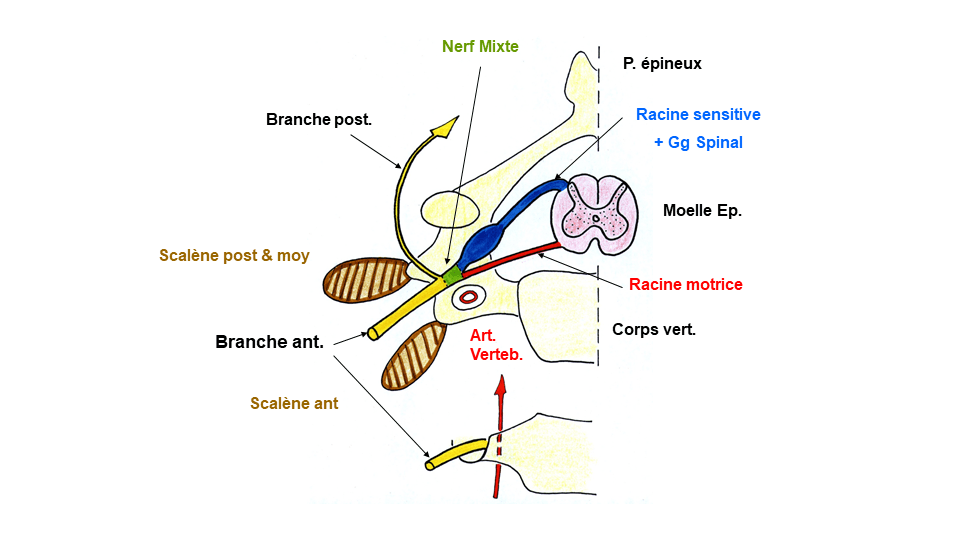 Nerf Mixte
P. épineux
Racine sensitive
+ Gg Spinal
Branche post.
Moelle Ep.
Scalène post & moy
Racine motrice
Corps vert.
Branche ant.
Art.
Verteb.
Scalène ant